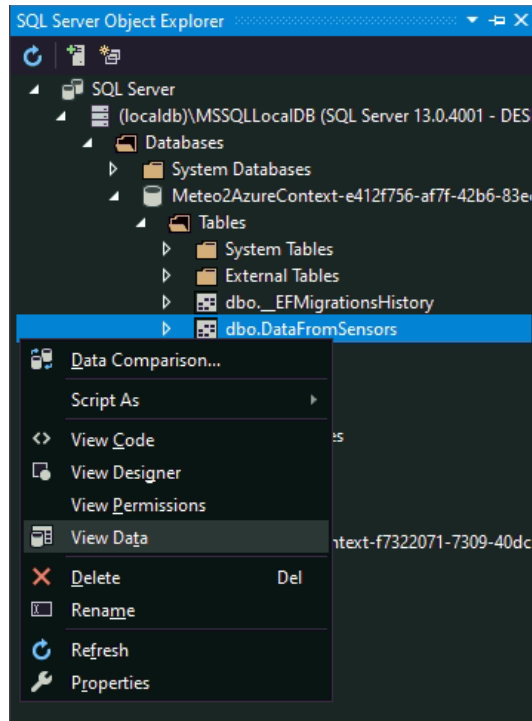 SQL Server Object Explorer
SQL Server
(localdb)\MSSQLLocalDB (SQL Server 13.0.4001 - DES
Databases
System Databases
Meteo2AzureContext-e412f756-af7f-42b6-83e
Tables
System Tables
External Tables
dbo.__EFMigrationsHistory
dbo.DataFromSensors
Data Comparison...
Script As
View Code
es
View Designer
View Permissions
View Data
ntext-f7322071-7309-40dc
Delete Del
Rename
Refresh
Properties